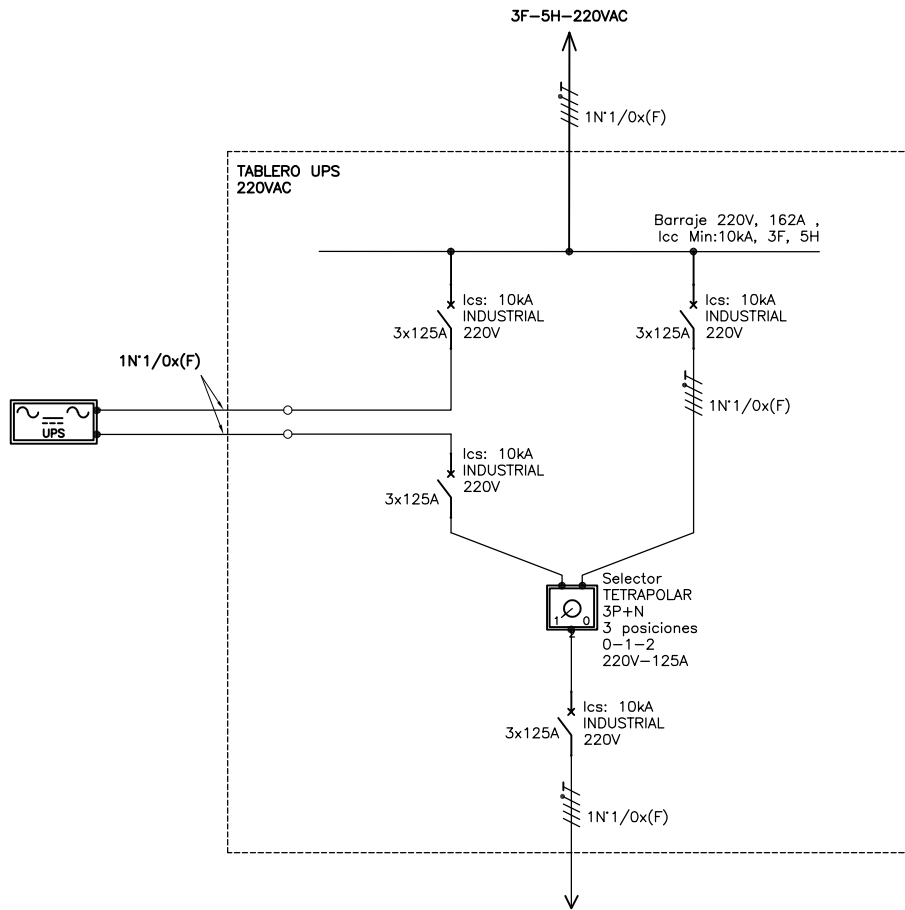 3F-5H-220VAC
1N°1/0x(F)
TABLERO UPS
220VAC
Barraje 220V, 162A ,
Icc Min:10kA, 3F, 5H
Ics: 10kA
INDUSTRIAL
220V
3x125A
Ics: 10kA
INDUSTRIAL
220V
3x125A
1N°1/0x(F)
1N°1/0x(F)
UPS
Ics: 10kA
INDUSTRIAL
220V
3x125A
Selector
TETRAPOLAR
3P+N
3 posiciones
0-1-2
220V-125A
1 0
2
Ics: 10kA
INDUSTRIAL
220V
3x125A
1N°1/0x(F)